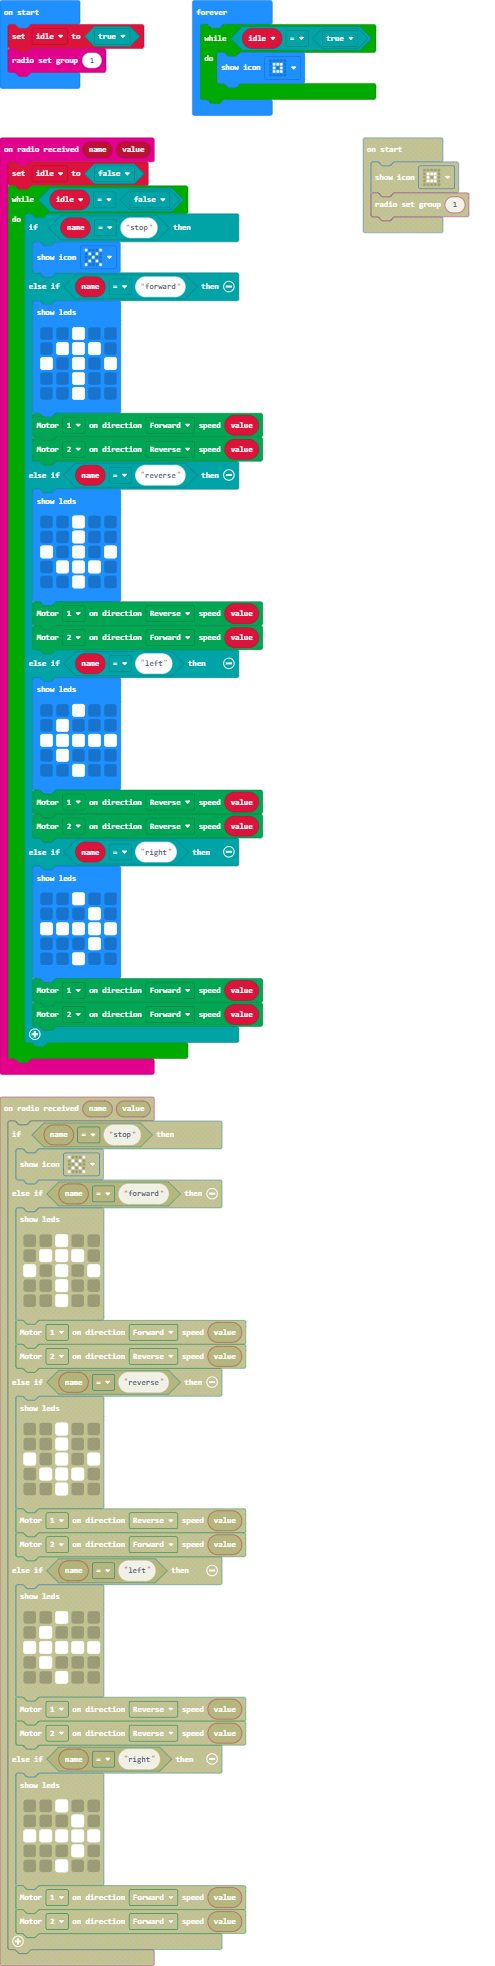 on start
set idle to true
radio set group 1
forever
while idle = true
do
show icon
on radio received name value
set idle to false
while idle = false
do
if name = "stop" then
show icon
else if name = "forward" then
show leds
Motor 1 on direction Forward speed value
Motor 2 on direction Reverse speed value
else if name = "reverse" then
show leds
Motor 1 on direction Reverse speed value
Motor 2 on direction Forward speed value
else if name = "left" then
show leds
Motor 1 on direction Reverse speed value
Motor 2 on direction Reverse speed value
else if name = "right" then
show leds
Motor 1 on direction Forward speed value
Motor 2 on direction Forward speed value
on start
show icon
radio set group 1
on radio received name value
if name = "stop" then
show icon
else if name = "forward" then
show leds
Motor 1 on direction Forward speed value
Motor 2 on direction Reverse speed value
else if name = "reverse" then
show leds
Motor 1 on direction Reverse speed value
Motor 2 on direction Forward speed value
else if name = "left" then
show leds
Motor 1 on direction Reverse speed value
Motor 2 on direction Reverse speed value
else if name = "right" then
show leds
Motor 1 on direction Forward speed value
Motor 2 on direction Forward speed value